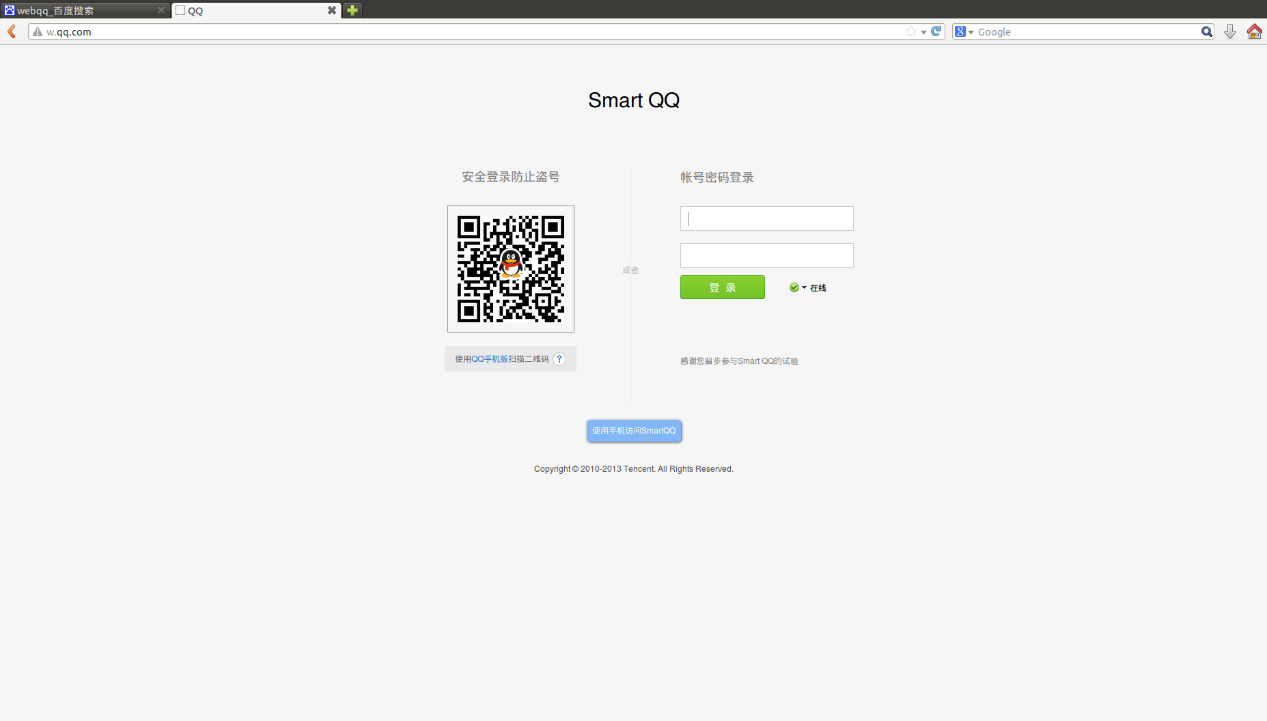 webqq_百度搜索
QQ
w.qq.com
Google
Smart QQ
安全登录防止盗号
使用QQ手机版扫描二维码 ?
或者
帐号密码登录
登 录
在线
感谢您留步参与Smart QQ的试验
使用手机访问SmartQQ
Copyright © 2010-2013 Tencent. All Rights Reserved.